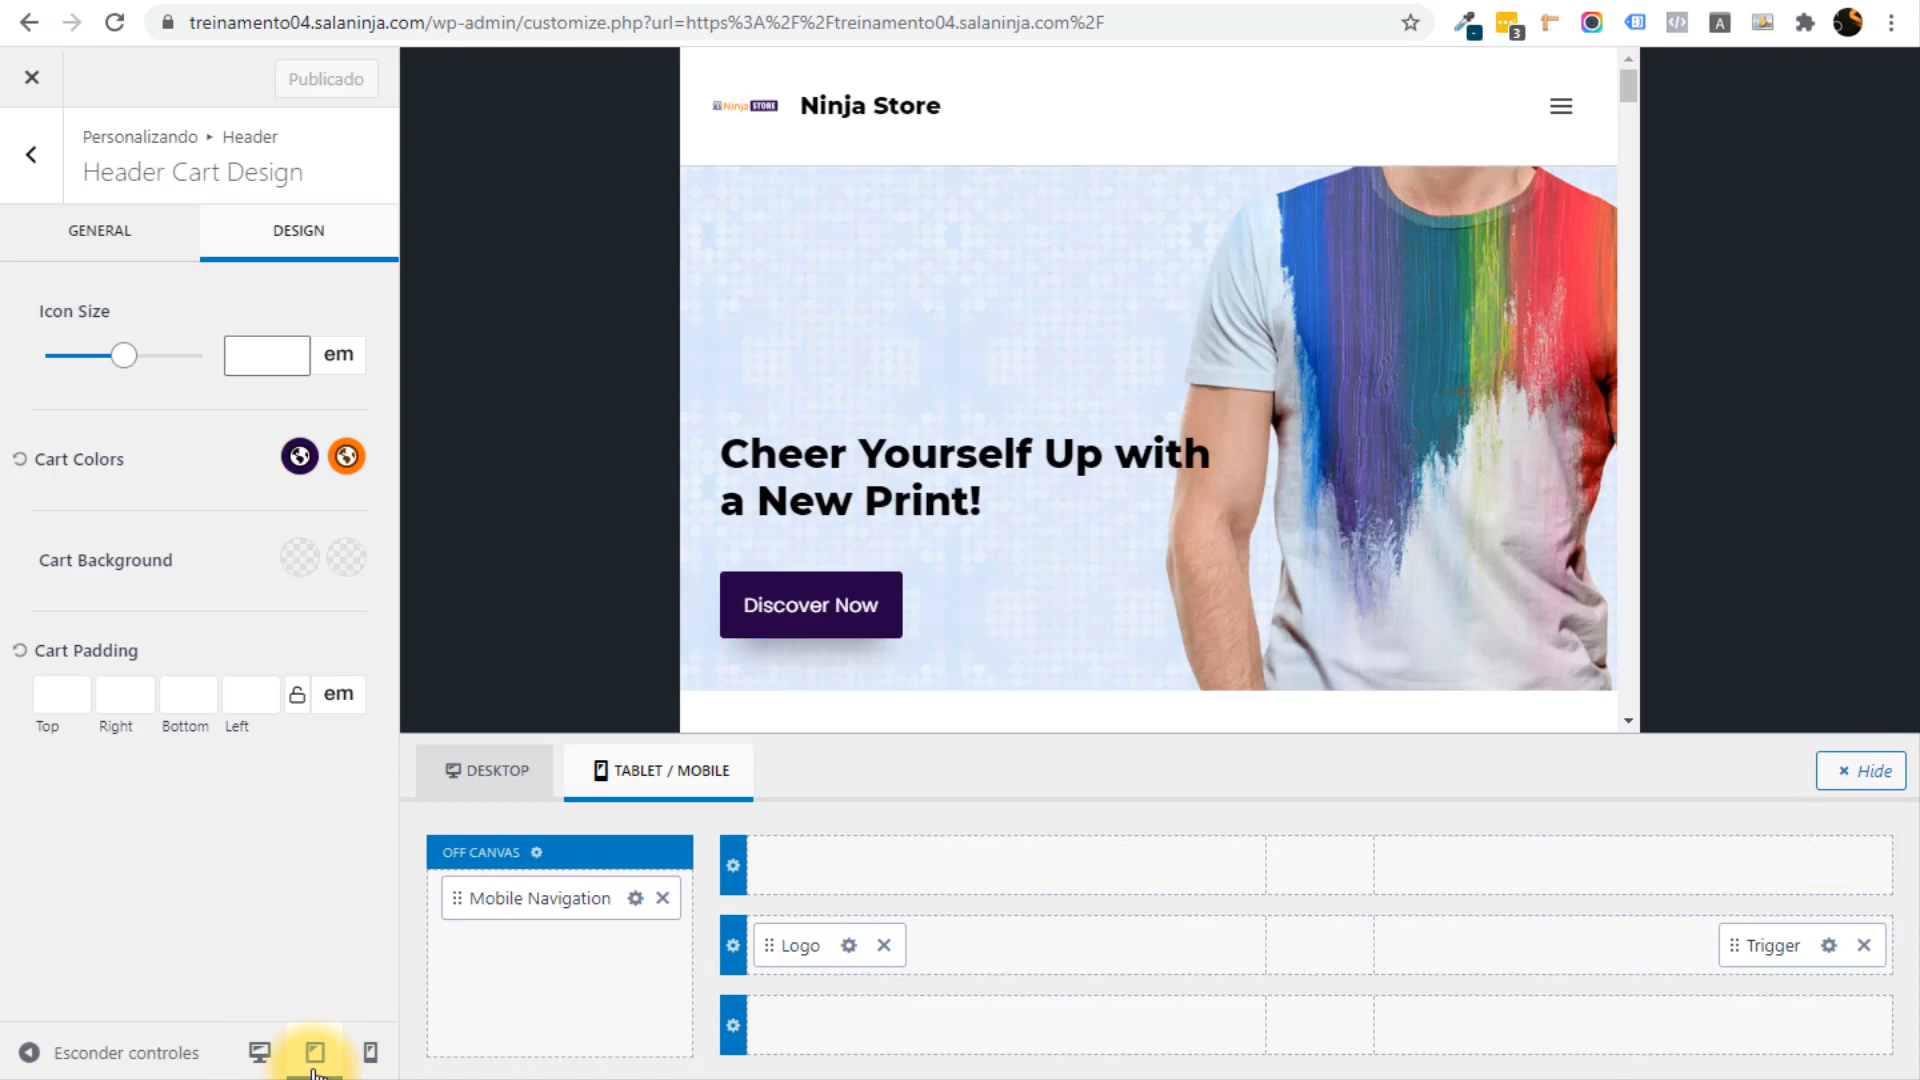 treinamento04.salaninja.com/wp-admin/customize.php?url=https%3A%2F%2Ftreinamento04.salaninja.com%2F
3
A
Publicado
Personalizando ▸ Header
Header Cart Design
GENERAL
DESIGN
Icon Size
em
Cart Colors
Cart Background
Cart Padding
em
Top
Right
Bottom
Left
Esconder controles
Ninja STORE
Ninja Store
Cheer Yourself Up with
a New Print!
Discover Now
DESKTOP
TABLET / MOBILE
Hide
OFF CANVAS
Mobile Navigation
Logo
Trigger